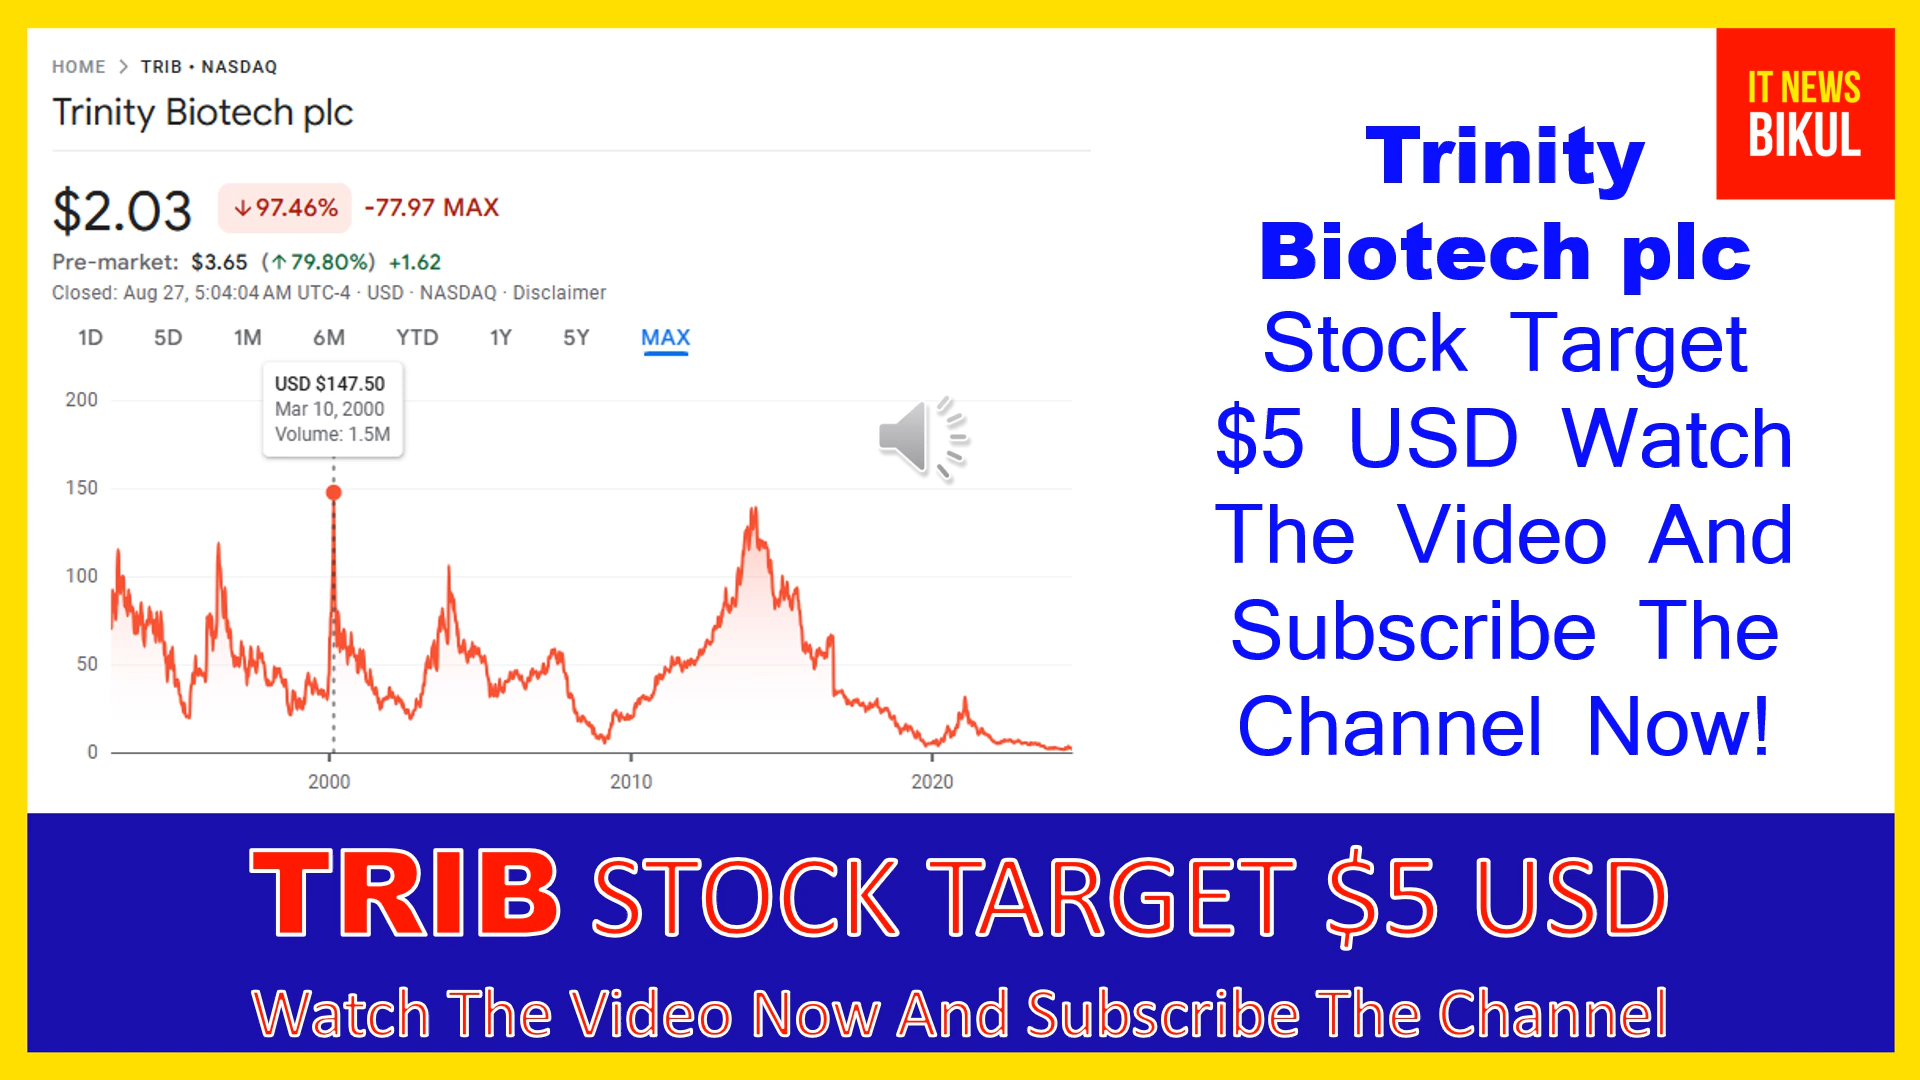 HOME > TRIB • NASDAQ
Trinity Biotech plc
$2.03 ↓97.46% -77.97 MAX
Pre-market: $3.65 (↑79.80%) +1.62
Closed: Aug 27, 5:04:04 AM UTC-4 · USD · NASDAQ · Disclaimer
1D 5D 1M 6M YTD 1Y 5Y MAX
USD $147.50
Mar 10, 2000
Volume: 1.5M
200
150
100
50
0
2000 2010 2020
IT NEWS
BIKUL
Trinity
Biotech plc
Stock Target
$5 USD Watch
The Video And
Subscribe The
Channel Now!
TRIB STOCK TARGET $5 USD
Watch The Video Now And Subscribe The Channel